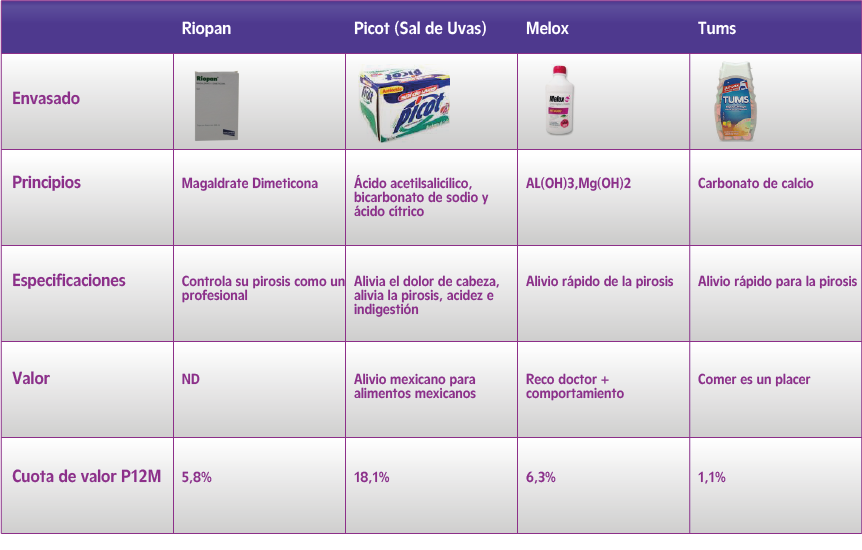 Riopan
Picot (Sal de Uvas)
Melox
Tums
Envasado
Riopan
Picot
Melox
TUMS
Principios
Magaldrate Dimeticona
Ácido acetilsalicílico,
bicarbonato de sodio y
ácido cítrico
AL(OH)3,Mg(OH)2
Carbonato de calcio
Especificaciones
Controla su pirosis como un
profesional
Alivia el dolor de cabeza,
alivia la pirosis, acidez e
indigestión
Alivio rápido de la pirosis
Alivio rápido para la pirosis
Valor
ND
Alivio mexicano para
alimentos mexicanos
Reco doctor +
comportamiento
Comer es un placer
Cuota de valor P12M
5,8%
18,1%
6,3%
1,1%